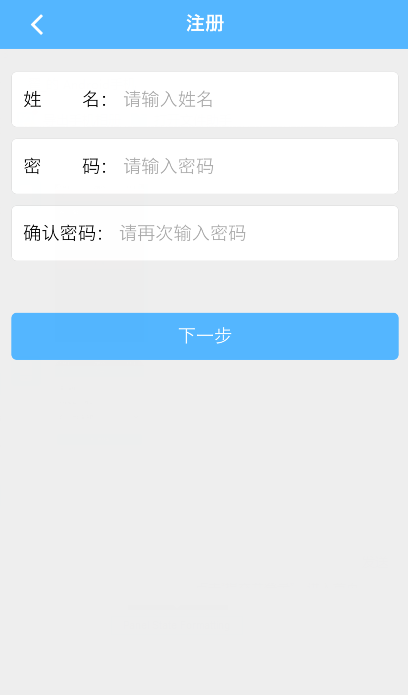 注册
姓 名： 请输入姓名
密 码： 请输入密码
确认密码： 请再次输入密码
下一步